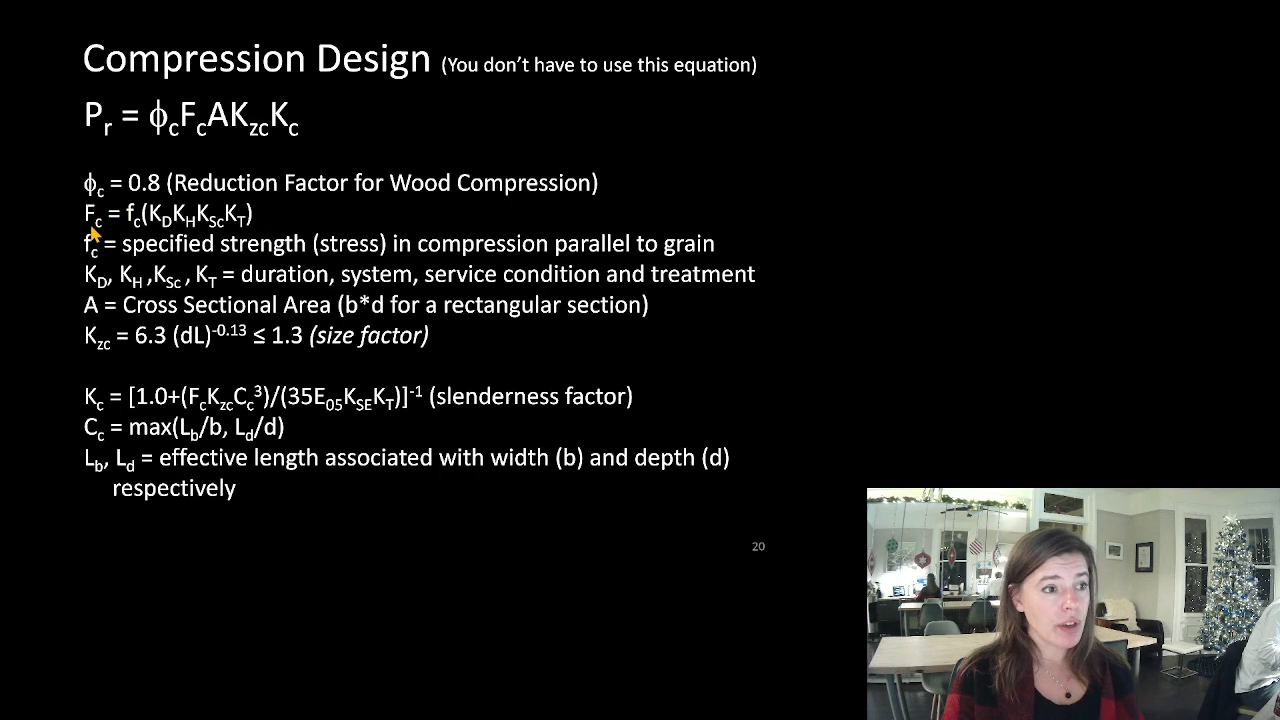 Compression Design (You don't have to use this equation)
Pr = ϕcFcAKzcKc
ϕc = 0.8 (Reduction Factor for Wood Compression)
Fc = fc(KDKHKScKT)
fc = specified strength (stress) in compression parallel to grain
KD, KH ,KSc , KT = duration, system, service condition and treatment
A = Cross Sectional Area (b*d for a rectangular section)
Kzc = 6.3 (dL)-0.13 ≤ 1.3 (size factor)
Kc = [1.0+(FcKzcCc3)/(35E05KSEKT)]-1 (slenderness factor)
Cc = max(Lb/b, Ld/d)
Lb, Ld = effective length associated with width (b) and depth (d)
respectively
20